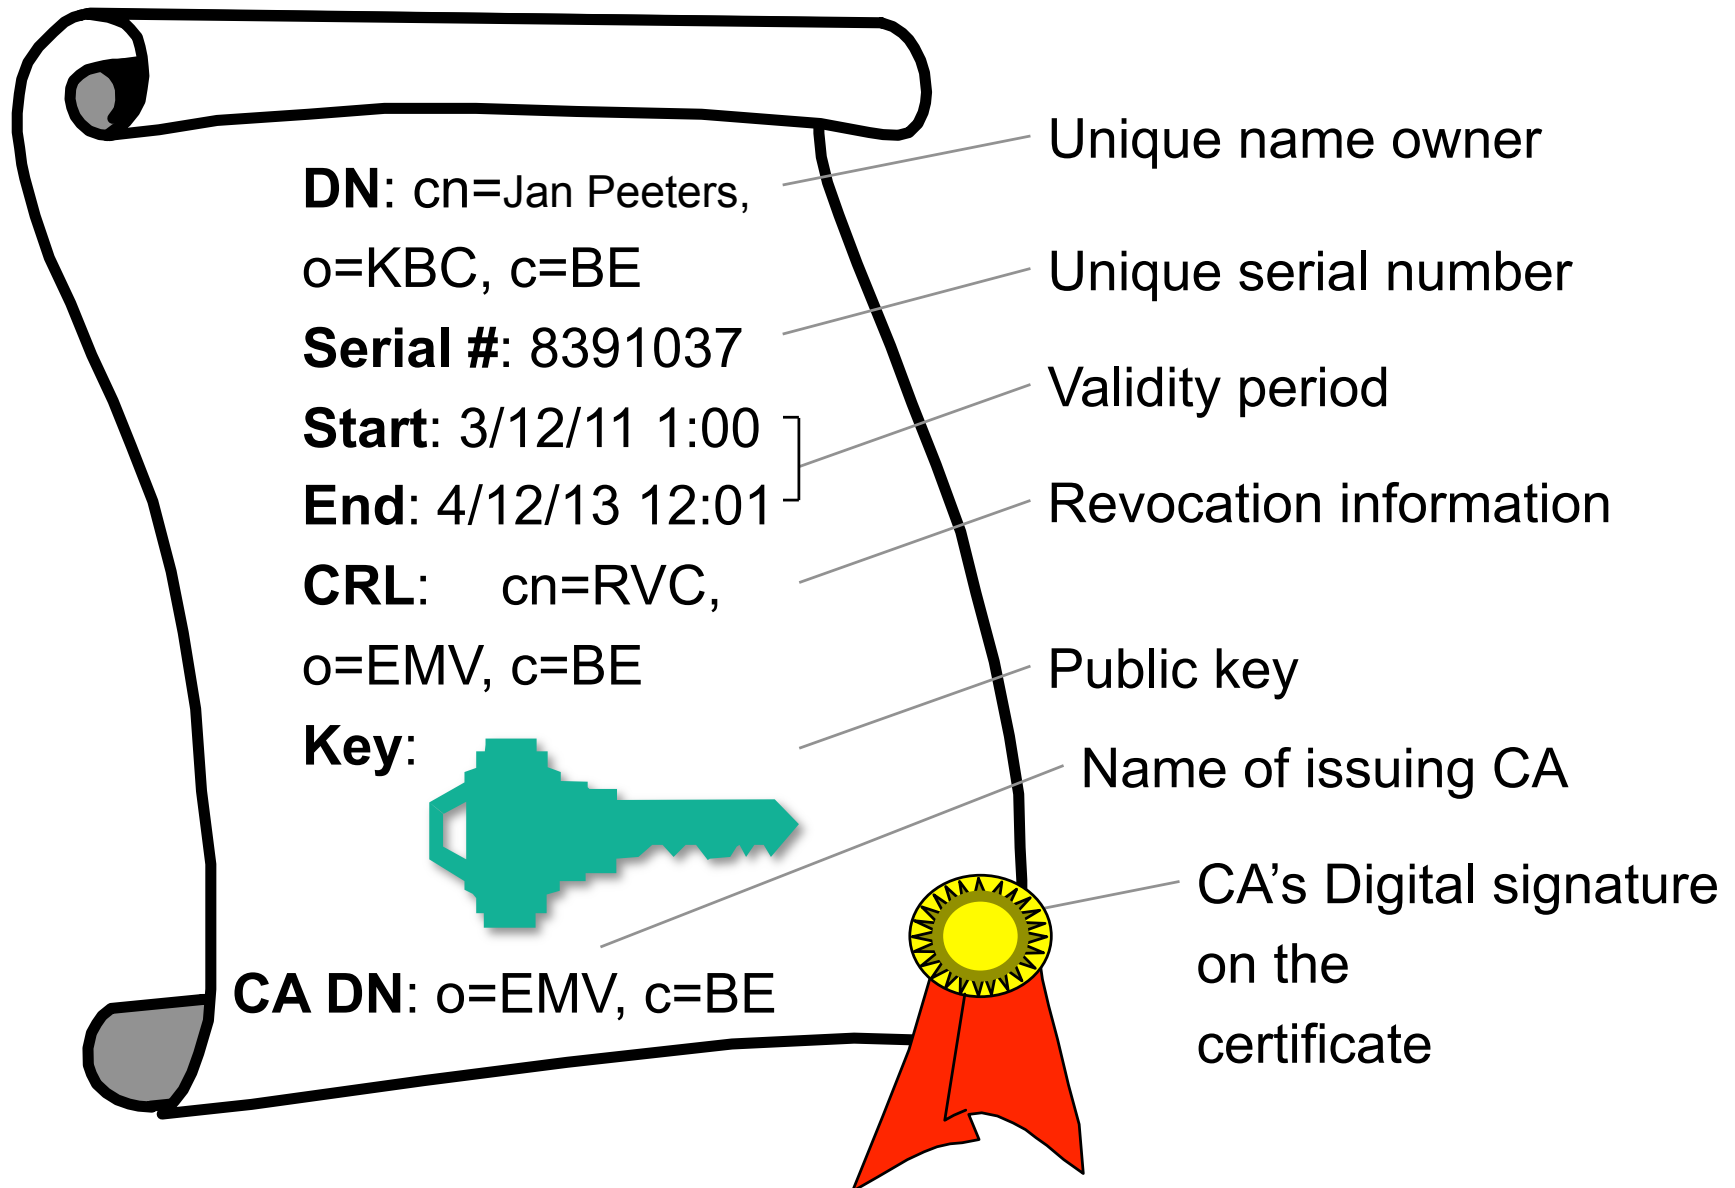 DN: cn=Jan Peeters,
o=KBC, c=BE
Serial #: 8391037
Start: 3/12/11 1:00
End: 4/12/13 12:01
CRL: cn=RVC,
o=EMV, c=BE
Key:
CA DN: o=EMV, c=BE
Unique name owner
Unique serial number
Validity period
Revocation information
Public key
Name of issuing CA
CA’s Digital signature
on the
certificate